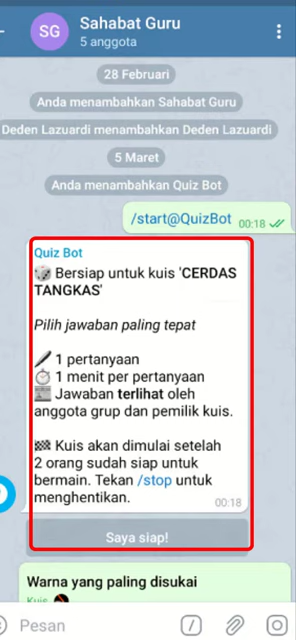 SG
Sahabat Guru
5 anggota
28 Februari
Anda menambahkan Sahabat Guru
Deden Lazuardi menambahkan Deden Lazuardi
5 Maret
Anda menambahkan Quiz Bot
/start@QuizBot 00:18
Quiz Bot
Bersiap untuk kuis 'CERDAS
TANGKAS'
Pilih jawaban paling tepat
1 pertanyaan
1 menit per pertanyaan
Jawaban terlihat oleh
anggota grup dan pemilik kuis.
Kuis akan dimulai setelah
2 orang sudah siap untuk
bermain. Tekan /stop untuk
menghentikan. 00:18
Saya siap!
Warna yang paling disukai
Kuis
Pesan